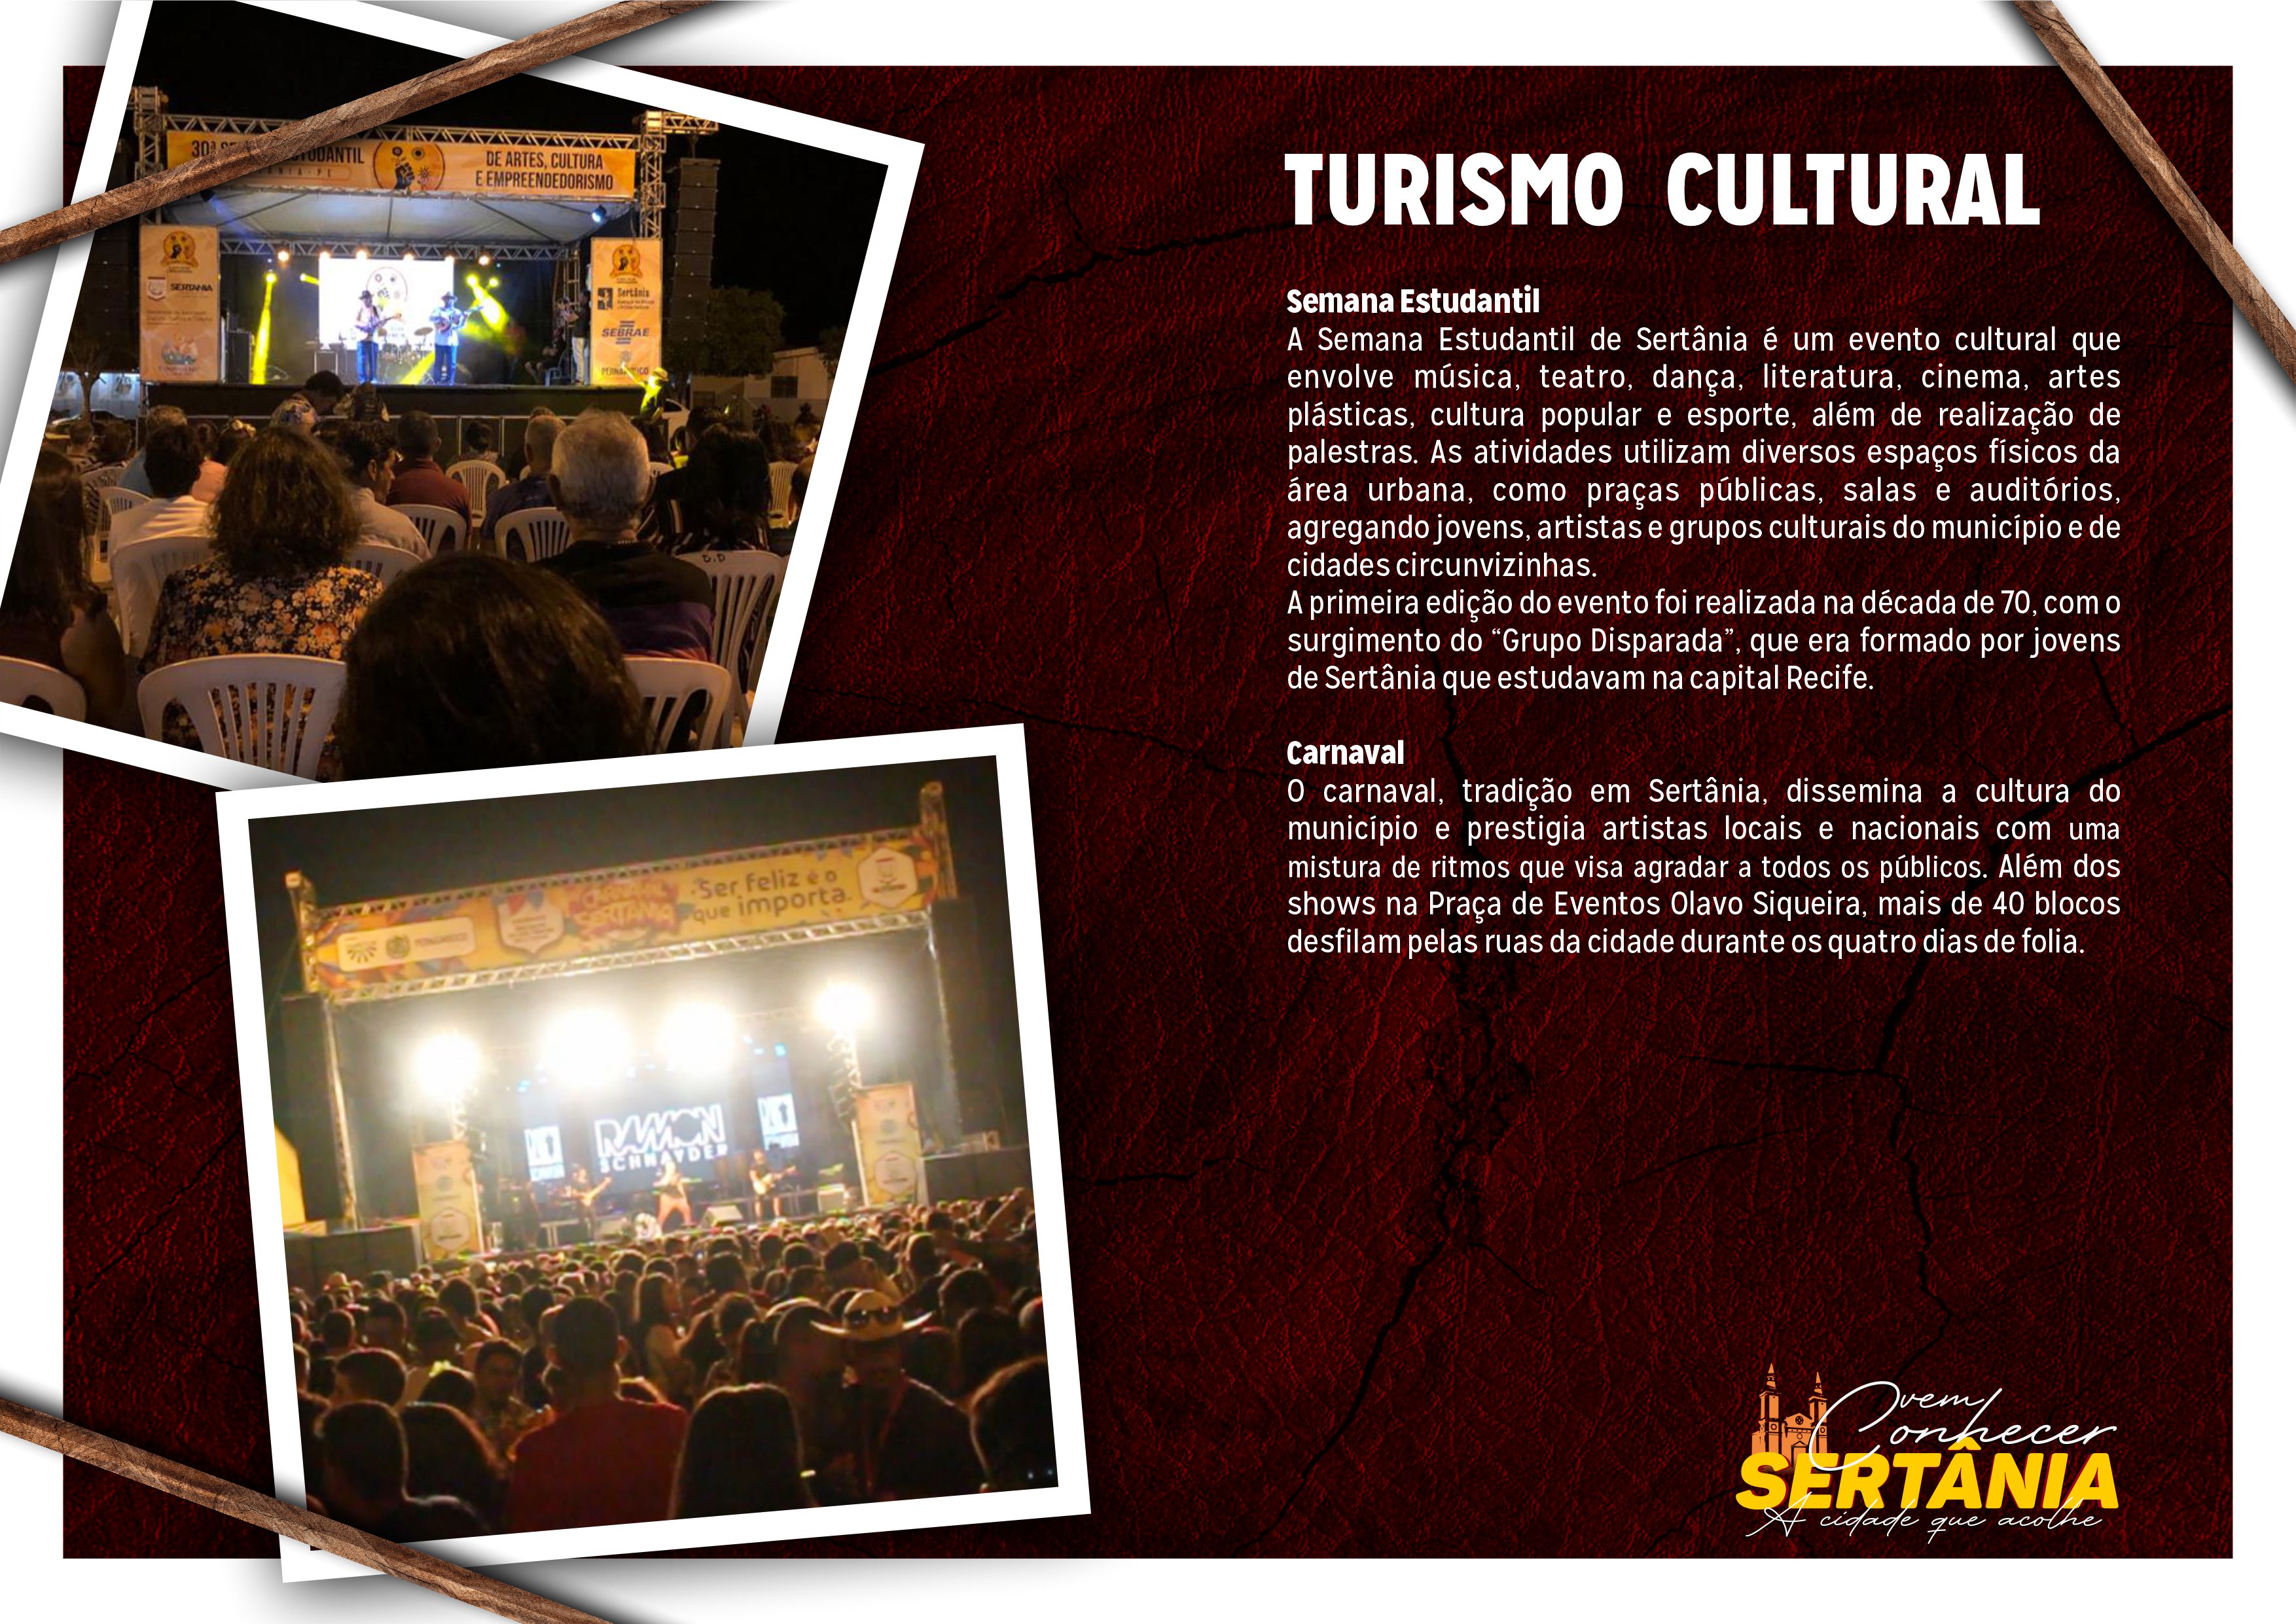 30ª
ESTUDANTIL
DE ARTES, CULTURA
E EMPREENDEDORISMO
SERTÂNIA
Sertânia
SEBRAE
Ser feliz é o
que importa.
CARNAVAL
SERTÂNIA
PERNAMBUCO
RAMON
SCHNAYDER
TURISMO CULTURAL
Semana Estudantil
A Semana Estudantil de Sertânia é um evento cultural que
envolve música, teatro, dança, literatura, cinema, artes
plásticas, cultura popular e esporte, além de realização de
palestras. As atividades utilizam diversos espaços físicos da
área urbana, como praças públicas, salas e auditórios,
agregando jovens, artistas e grupos culturais do município e de
cidades circunvizinhas.
A primeira edição do evento foi realizada na década de 70, com o
surgimento do “Grupo Disparada”, que era formado por jovens
de Sertânia que estudavam na capital Recife.
Carnaval
O carnaval, tradição em Sertânia, dissemina a cultura do
município e prestigia artistas locais e nacionais com uma
mistura de ritmos que visa agradar a todos os públicos. Além dos
shows na Praça de Eventos Olavo Siqueira, mais de 40 blocos
desfilam pelas ruas da cidade durante os quatro dias de folia.
vem
Conhecer
SERTÂNIA
A cidade que acolhe